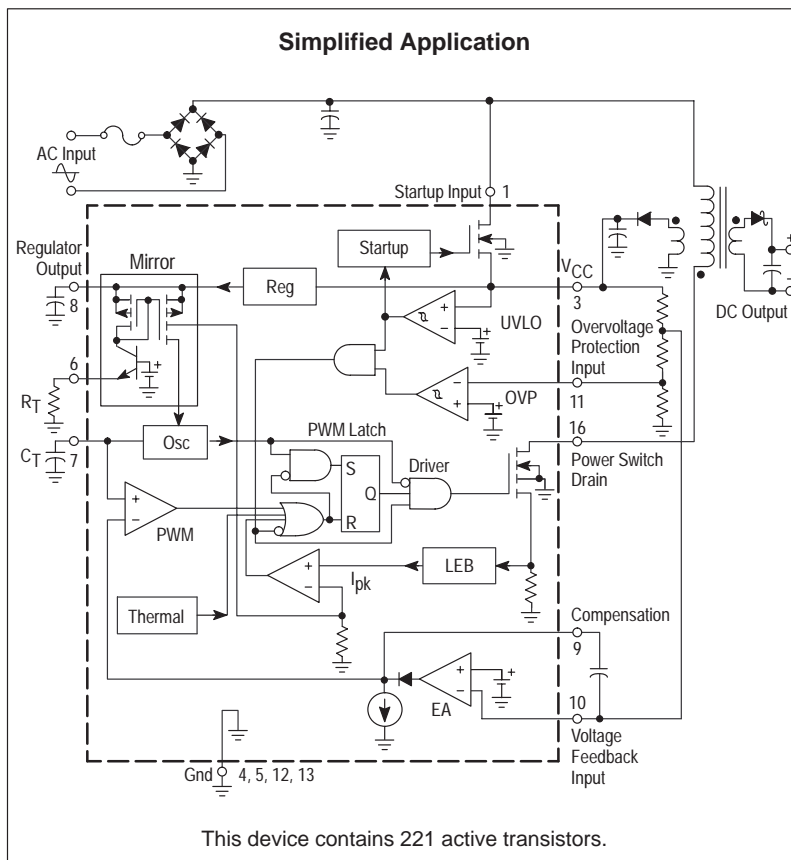 Simplified Application
AC Input
Startup Input
1
Regulator
Output
8
Mirror
Reg
Startup
UVLO
VCC
3
DC Output
+
–
Overvoltage
Protection
Input
11
OVP
6
RT
CT
7
Osc
PWM Latch
S
Q
R
Driver
16
Power Switch
Drain
PWM
Ipk
LEB
Thermal
Compensation
9
EA
10
Voltage
Feedback
Input
Gnd
4, 5, 12, 13
This device contains 221 active transistors.